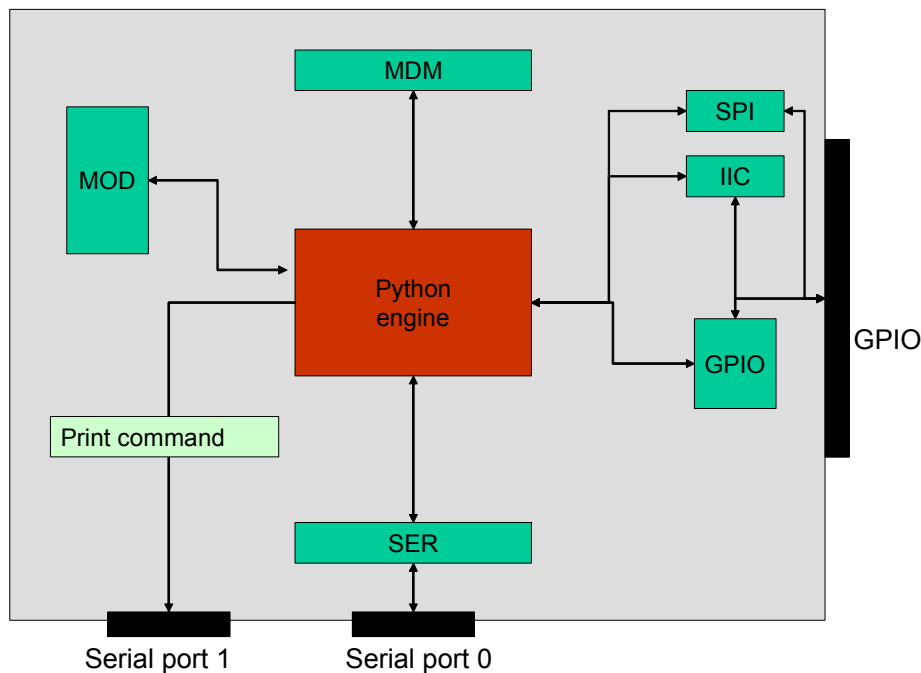 MDM
SPI
MOD
IIC
Python
engine
GPIO
GPIO
Print command
SER
Serial port 1
Serial port 0